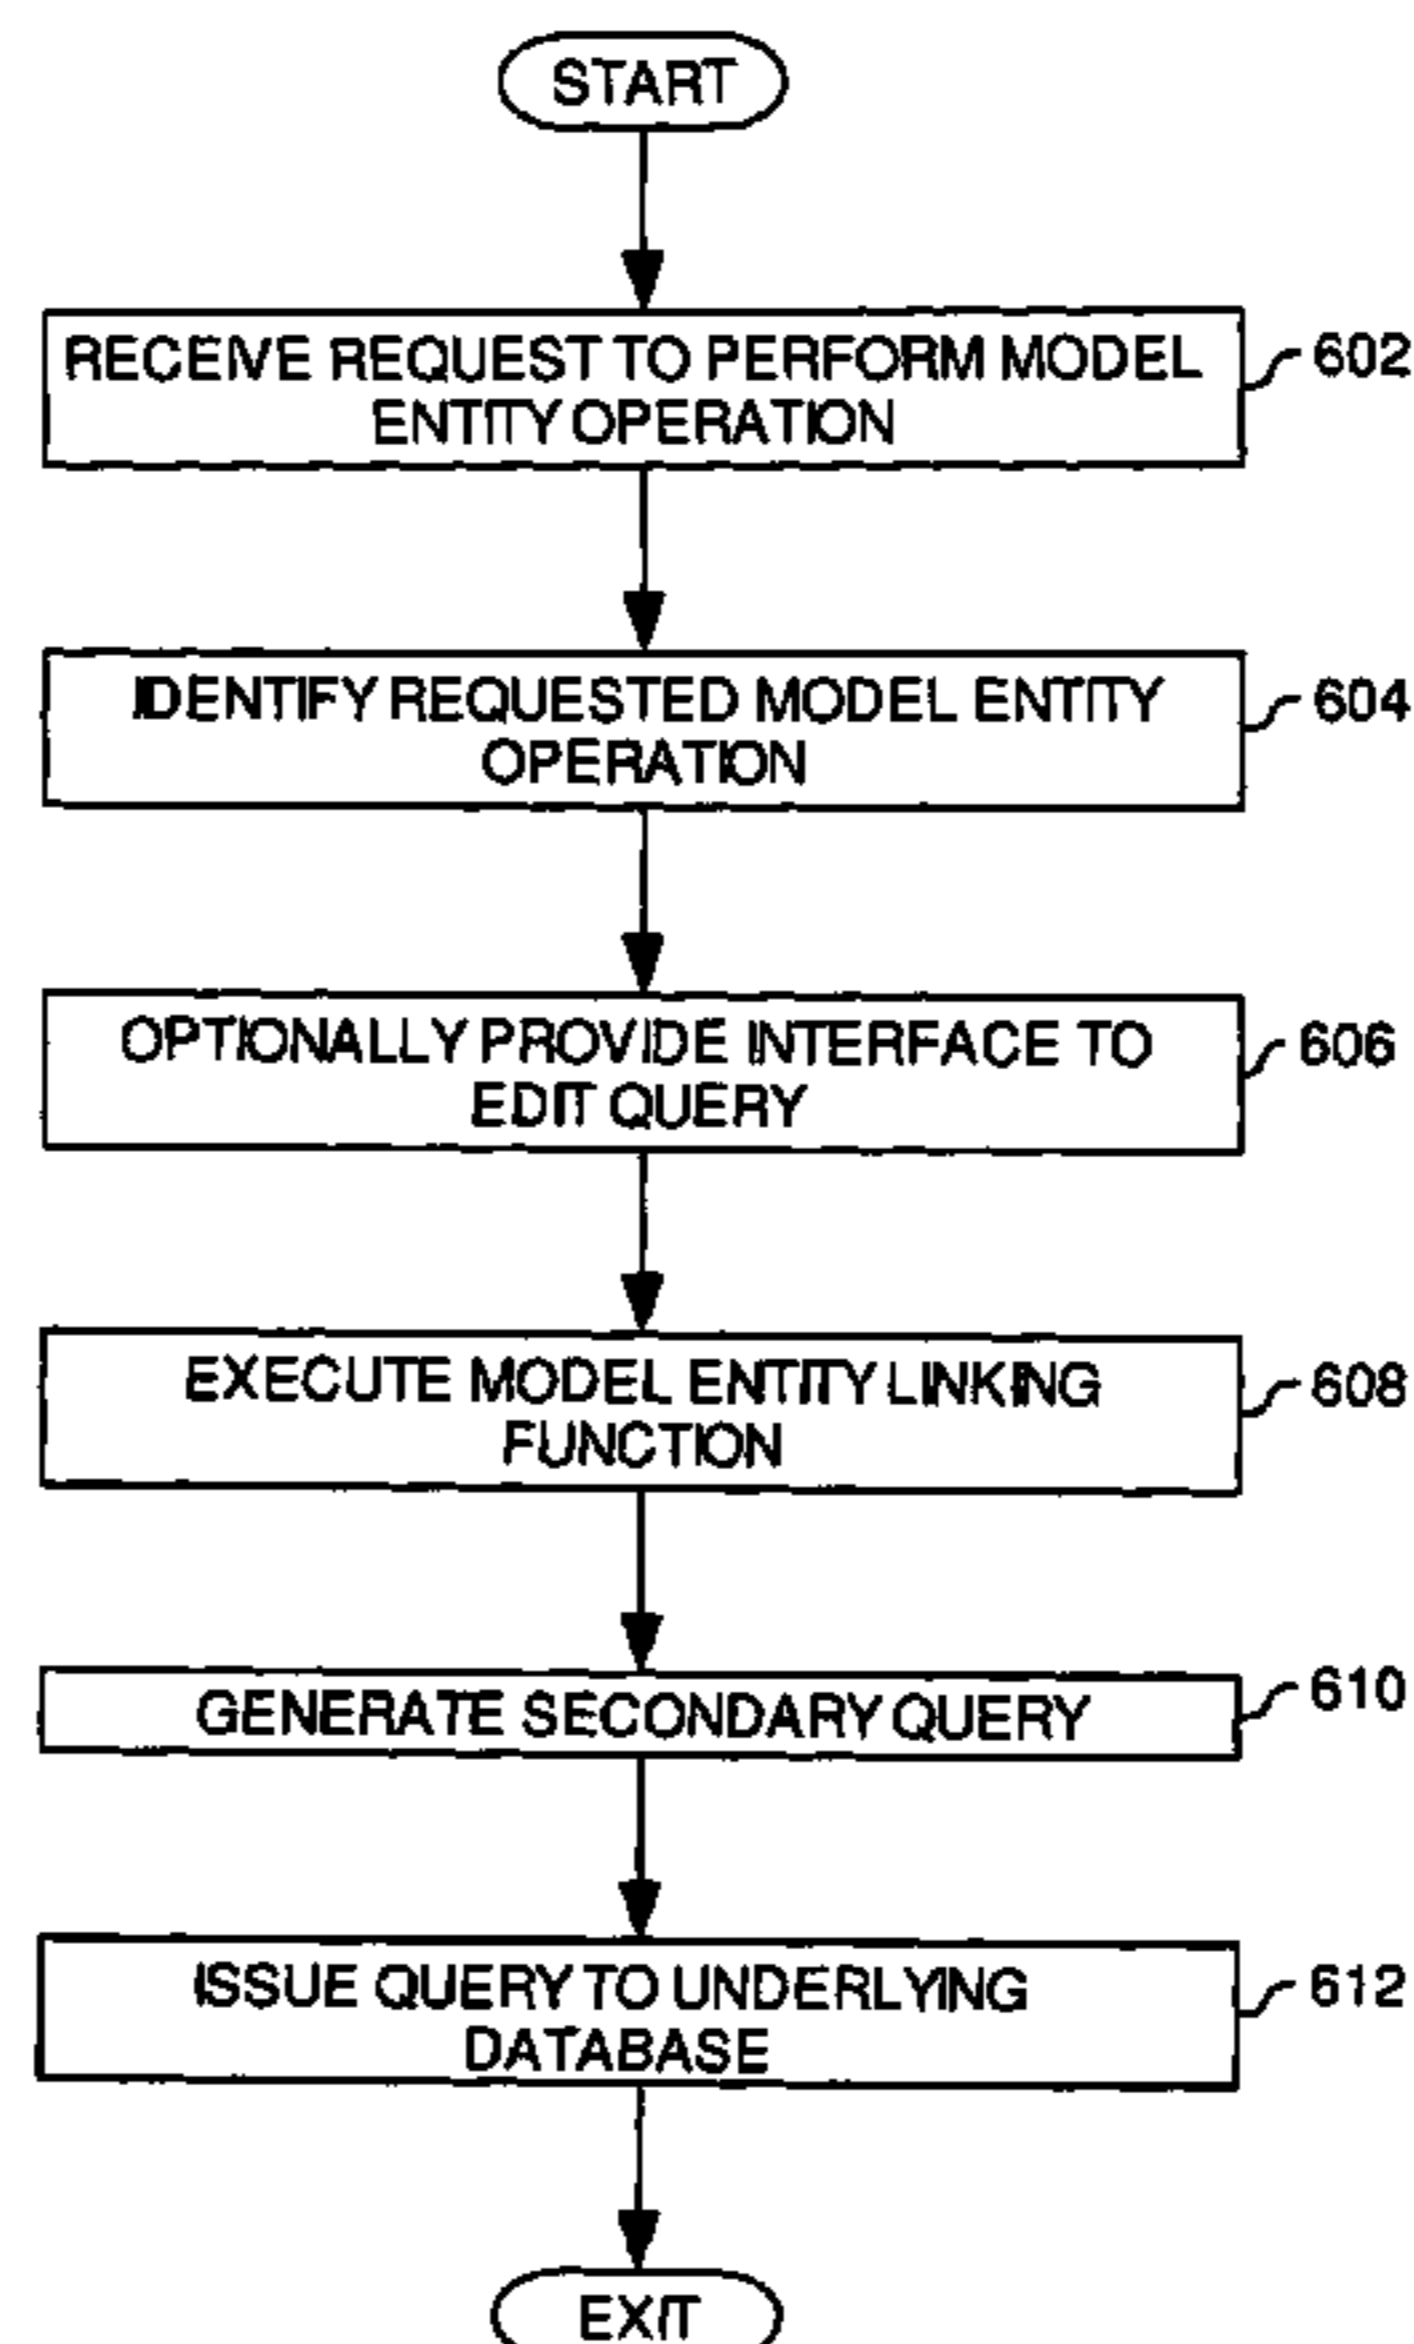 START
RECEIVE REQUEST TO PERFORM MODEL
ENTITY OPERATION
602
IDENTIFY REQUESTED MODEL ENTITY
OPERATION
604
OPTIONALLY PROVIDE INTERFACE TO
EDIT QUERY
606
EXECUTE MODEL ENTITY LINKING
FUNCTION
608
GENERATE SECONDARY QUERY
610
ISSUE QUERY TO UNDERLYING
DATABASE
612
EXIT